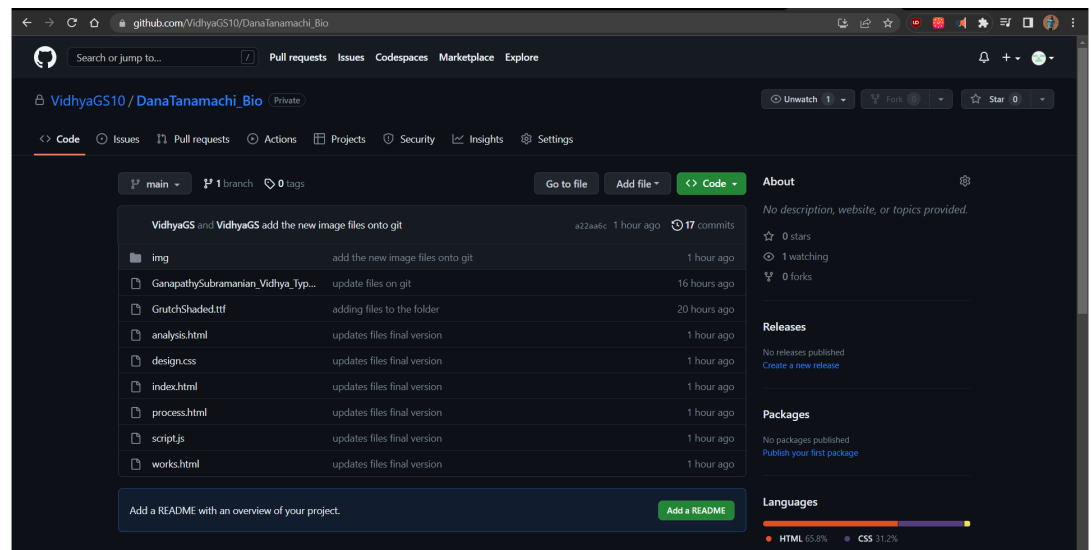 github.com/VidhyaGS10/DanaTanamachi_Bio
Search or jump to... / Pull requests Issues Codespaces Marketplace Explore
VidhyaGS10 / DanaTanamachi_Bio Private Unwatch 1 Fork 0 Star 0
<> Code Issues Pull requests Actions Projects Security Insights Settings
main 1 branch 0 tags Go to file Add file <> Code
VidhyaGS and VidhyaGS add the new image files onto git a22aa6c 1 hour ago 17 commits
img add the new image files onto git 1 hour ago
GanapathySubramanian_Vidhya_Typ... update files on git 16 hours ago
GrutchShaded.ttf adding files to the folder 20 hours ago
analysis.html updates files final version 1 hour ago
design.css updates files final version 1 hour ago
index.html updates files final version 1 hour ago
process.html updates files final version 1 hour ago
script.js updates files final version 1 hour ago
works.html updates files final version 1 hour ago
Add a README with an overview of your project. Add a README
About
No description, website, or topics provided.
0 stars
1 watching
0 forks
Releases
No releases published
Create a new release
Packages
No packages published
Publish your first package
Languages
HTML 65.8% CSS 31.2%